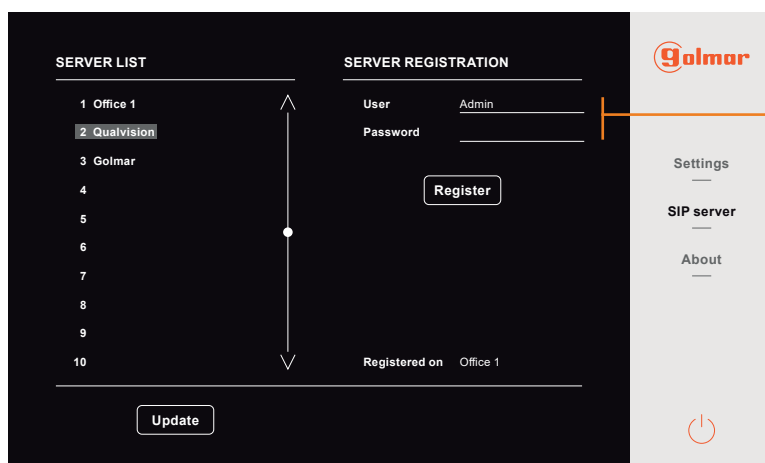 SERVER LIST
1 Office 1
2 Qualvision
3 Golmar
4
5
6
7
8
9
10
Update
SERVER REGISTRATION
User Admin
Password
Register
Registered on Office 1
golmar
Settings
SIP server
About